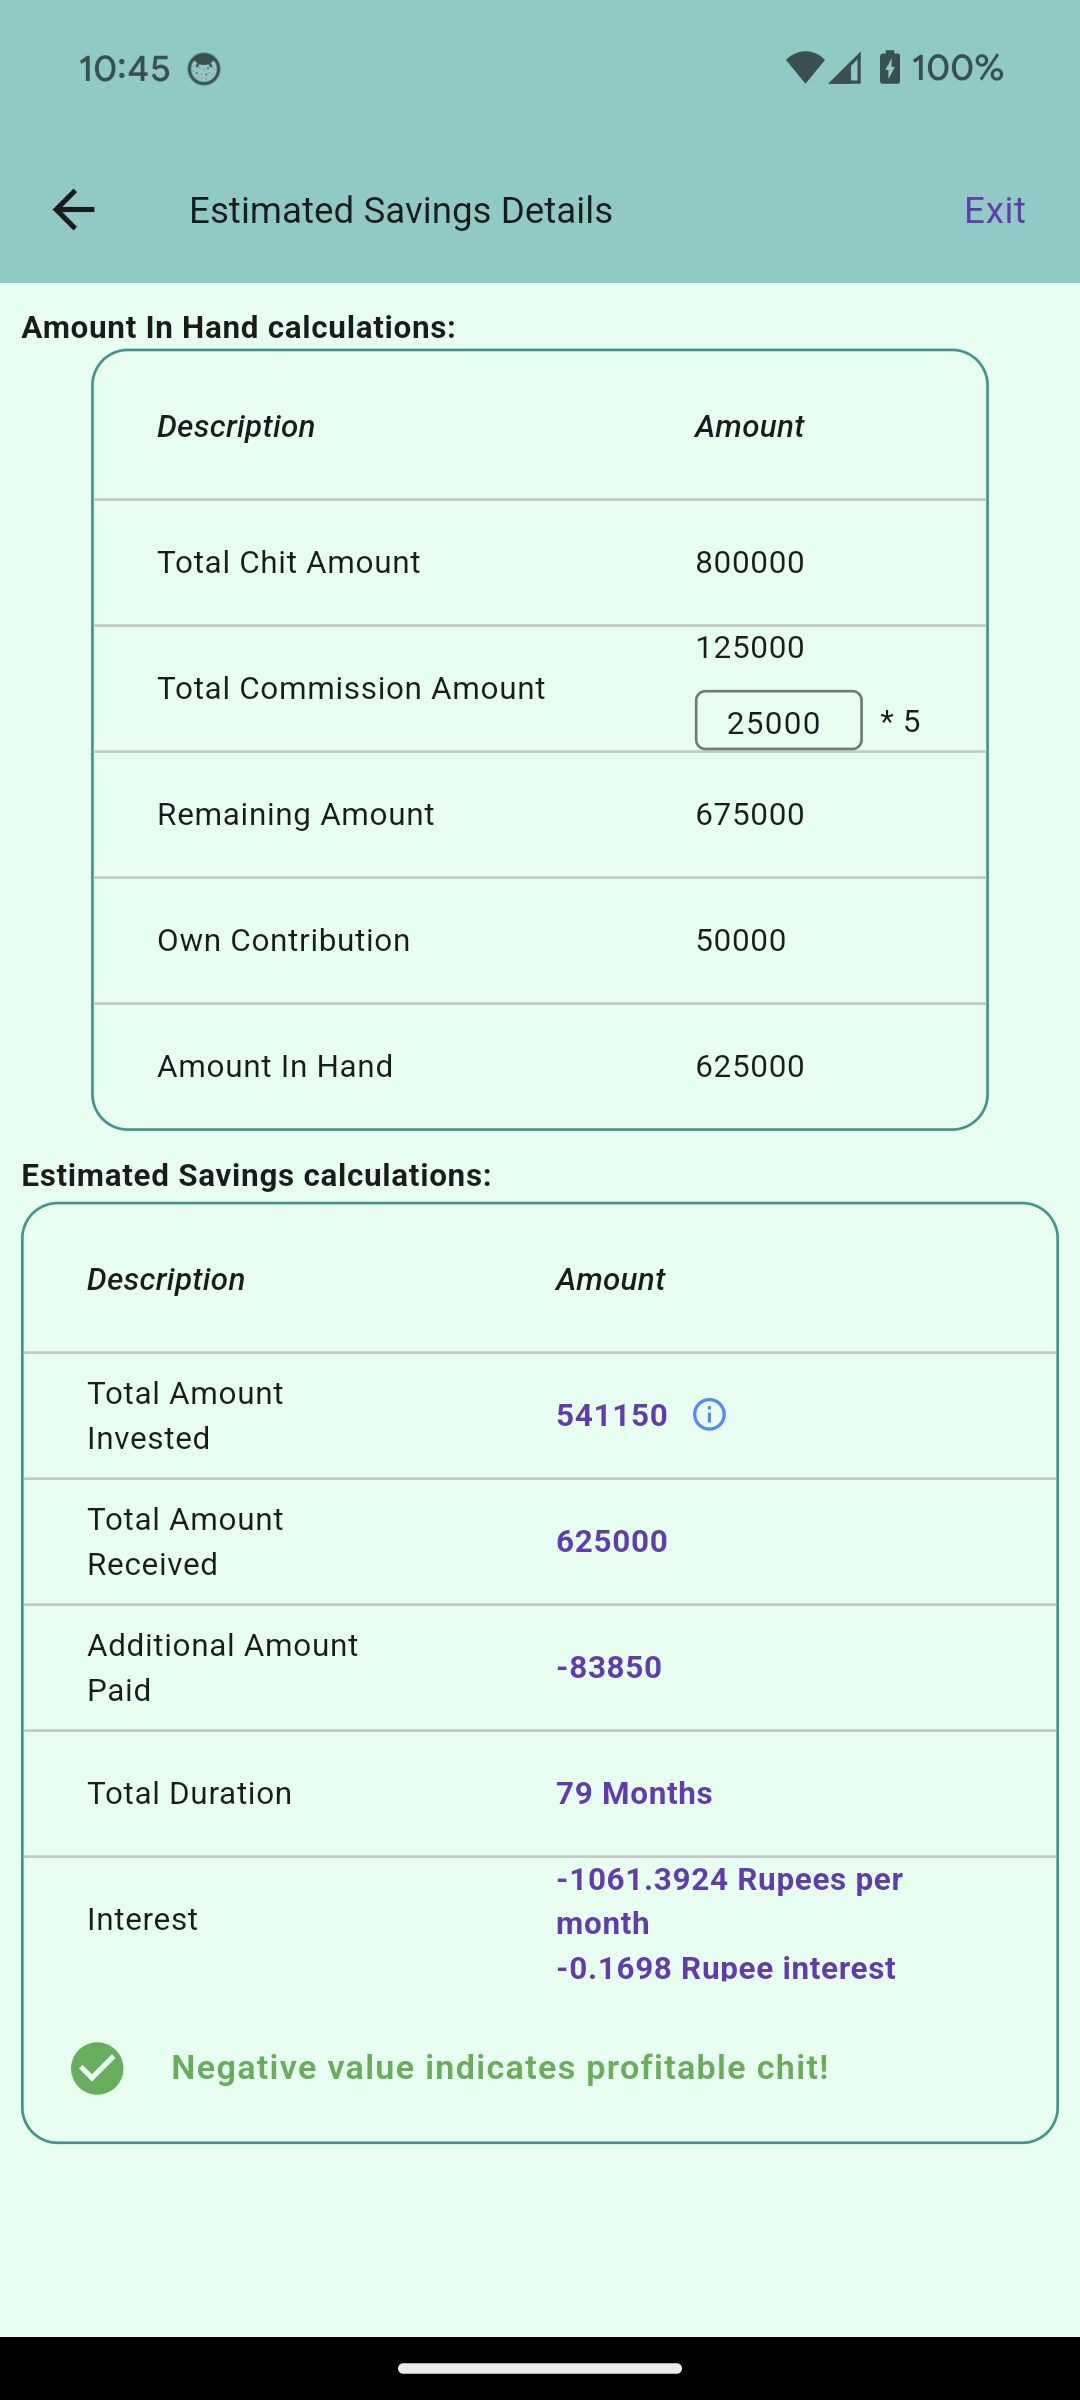 10:45
100%
Estimated Savings Details
Exit
Amount In Hand calculations:
Description Amount
Total Chit Amount 800000
125000
Total Commission Amount
25000 * 5
Remaining Amount 675000
Own Contribution 50000
Amount In Hand 625000
Estimated Savings calculations:
Description Amount
Total Amount
Invested
541150
Total Amount
Received
625000
Additional Amount
Paid
-83850
Total Duration 79 Months
Interest
-1061.3924 Rupees per
month
-0.1698 Rupee interest
Negative value indicates profitable chit!